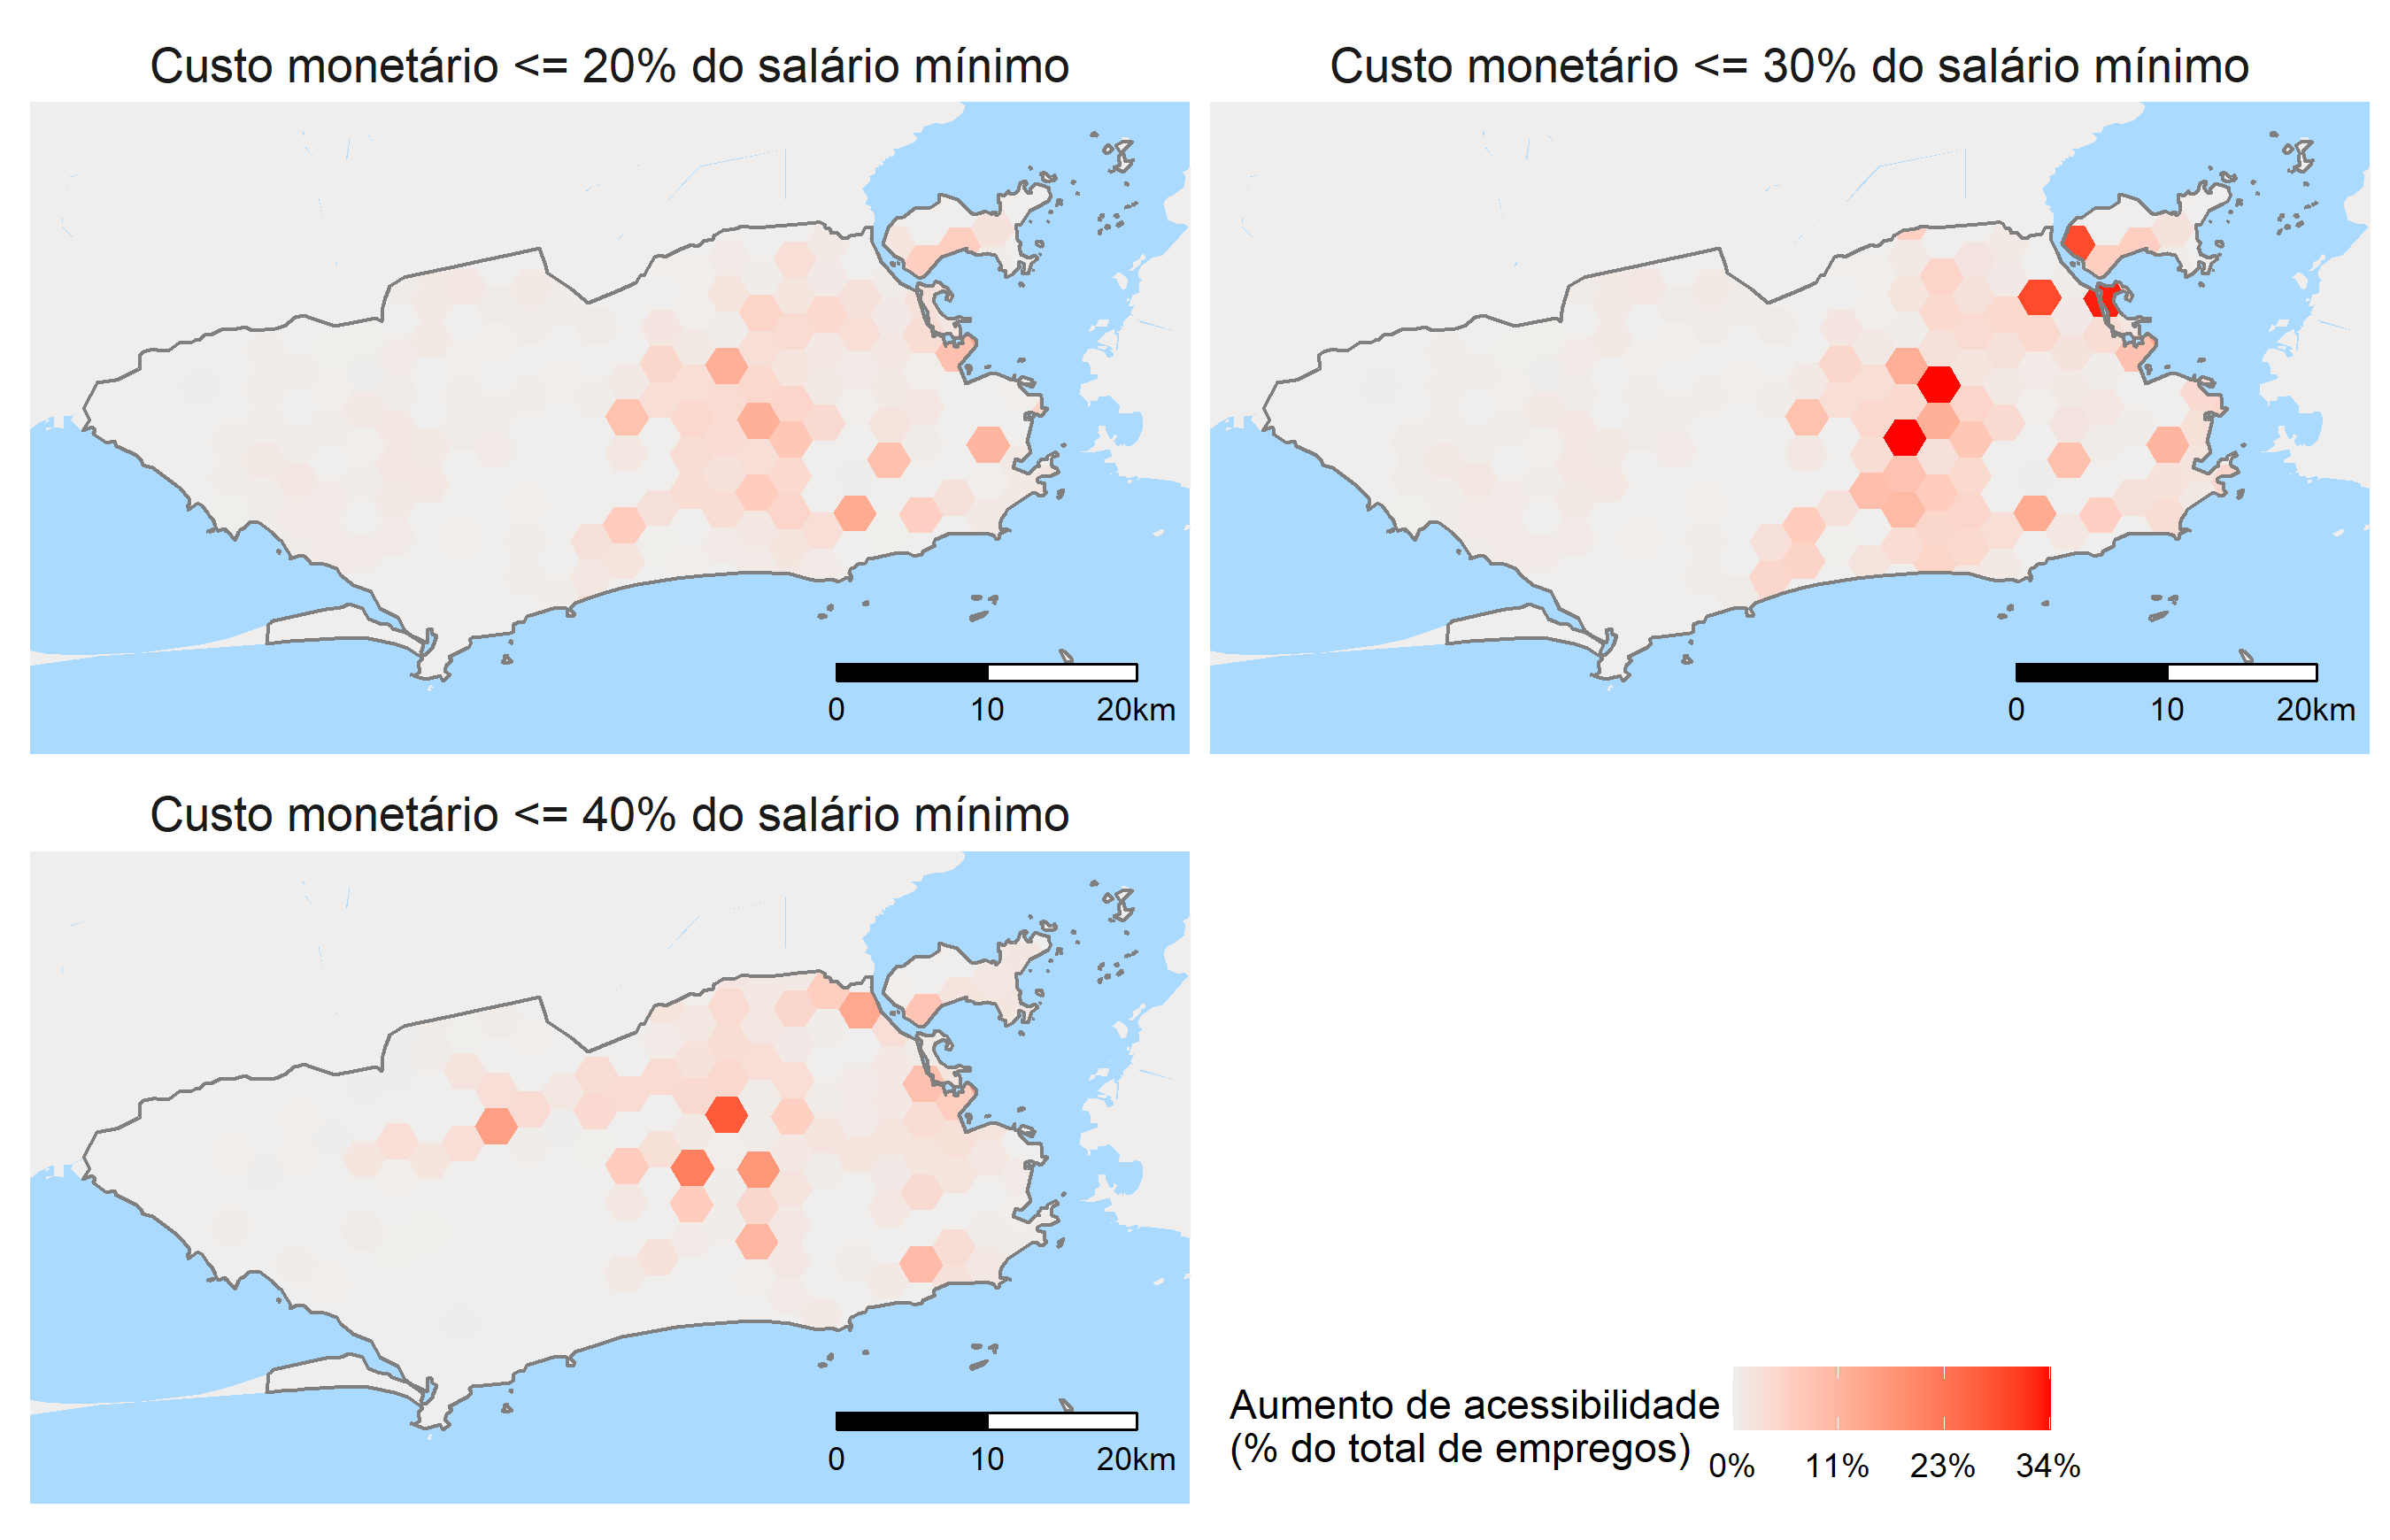 Custo monetário <= 20% do salário mínimo
Custo monetário <= 30% do salário mínimo
0 10 20km
0 10 20km
Custo monetário <= 40% do salário mínimo
0 10 20km
Aumento de acessibilidade
(% do total de empregos)
0% 11% 23% 34%